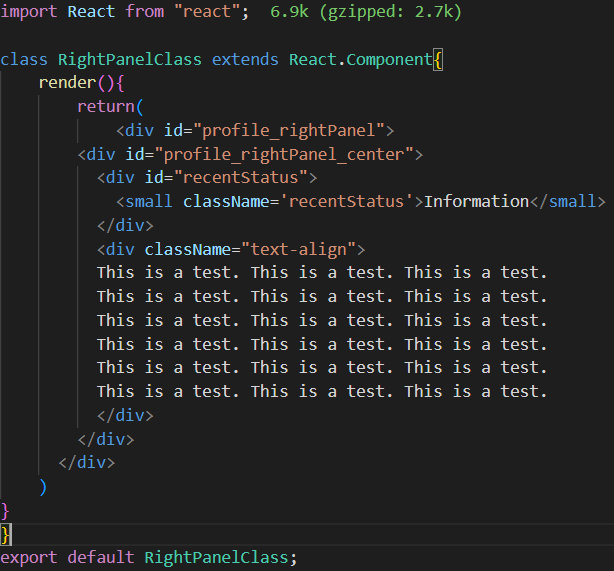 import React from "react";  6.9k (gzipped: 2.7k)

class RightPanelClass extends React.Component{
    render(){
        return(
            <div id="profile_rightPanel">
        <div id="profile_rightPanel_center">
          <div id="recentStatus">
            <small className='recentStatus'>Information</small>
          </div>
          <div className="text-align">
          This is a test. This is a test. This is a test.
          This is a test. This is a test. This is a test.
          This is a test. This is a test. This is a test.
          This is a test. This is a test. This is a test.
          This is a test. This is a test. This is a test.
          This is a test. This is a test. This is a test.
          </div>
        </div>
      </div>
    )
}
}
export default RightPanelClass;